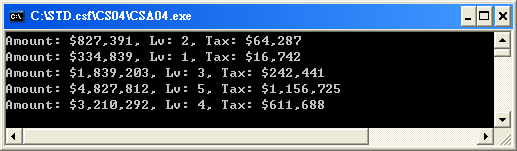 C:\STD.csf\CS04\CSA04.exe
Amount: $827,391, Lv: 2, Tax: $64,287
Amount: $334,839, Lv: 1, Tax: $16,742
Amount: $1,839,203, Lv: 3, Tax: $242,441
Amount: $4,827,812, Lv: 5, Tax: $1,156,725
Amount: $3,210,292, Lv: 4, Tax: $611,688